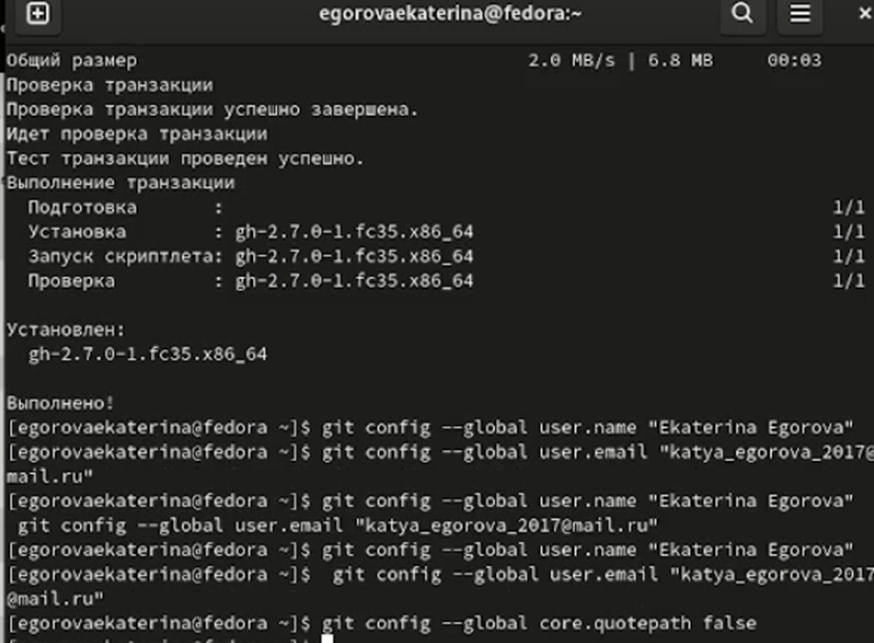 egorovaekaterina@fedora:~
Общий размер 2.0 MB/s | 6.8 MB 00:03
Проверка транзакции
Проверка транзакции успешно завершена.
Идет проверка транзакции
Тест транзакции проведен успешно.
Выполнение транзакции
Подготовка : 1/1
Установка : gh-2.7.0-1.fc35.x86_64 1/1
Запуск скриптлета: gh-2.7.0-1.fc35.x86_64 1/1
Проверка : gh-2.7.0-1.fc35.x86_64 1/1
Установлен:
gh-2.7.0-1.fc35.x86_64
Выполнено!
[egorovaekaterina@fedora ~]$ git config --global user.name "Ekaterina Egorova"
[egorovaekaterina@fedora ~]$ git config --global user.email "katya_egorova_2017@
mail.ru"
[egorovaekaterina@fedora ~]$ git config --global user.name "Ekaterina Egorova"
git config --global user.email "katya_egorova_2017@mail.ru"
[egorovaekaterina@fedora ~]$ git config --global user.name "Ekaterina Egorova"
[egorovaekaterina@fedora ~]$  git config --global user.email "katya_egorova_2017
@mail.ru"
[egorovaekaterina@fedora ~]$ git config --global core.quotepath false